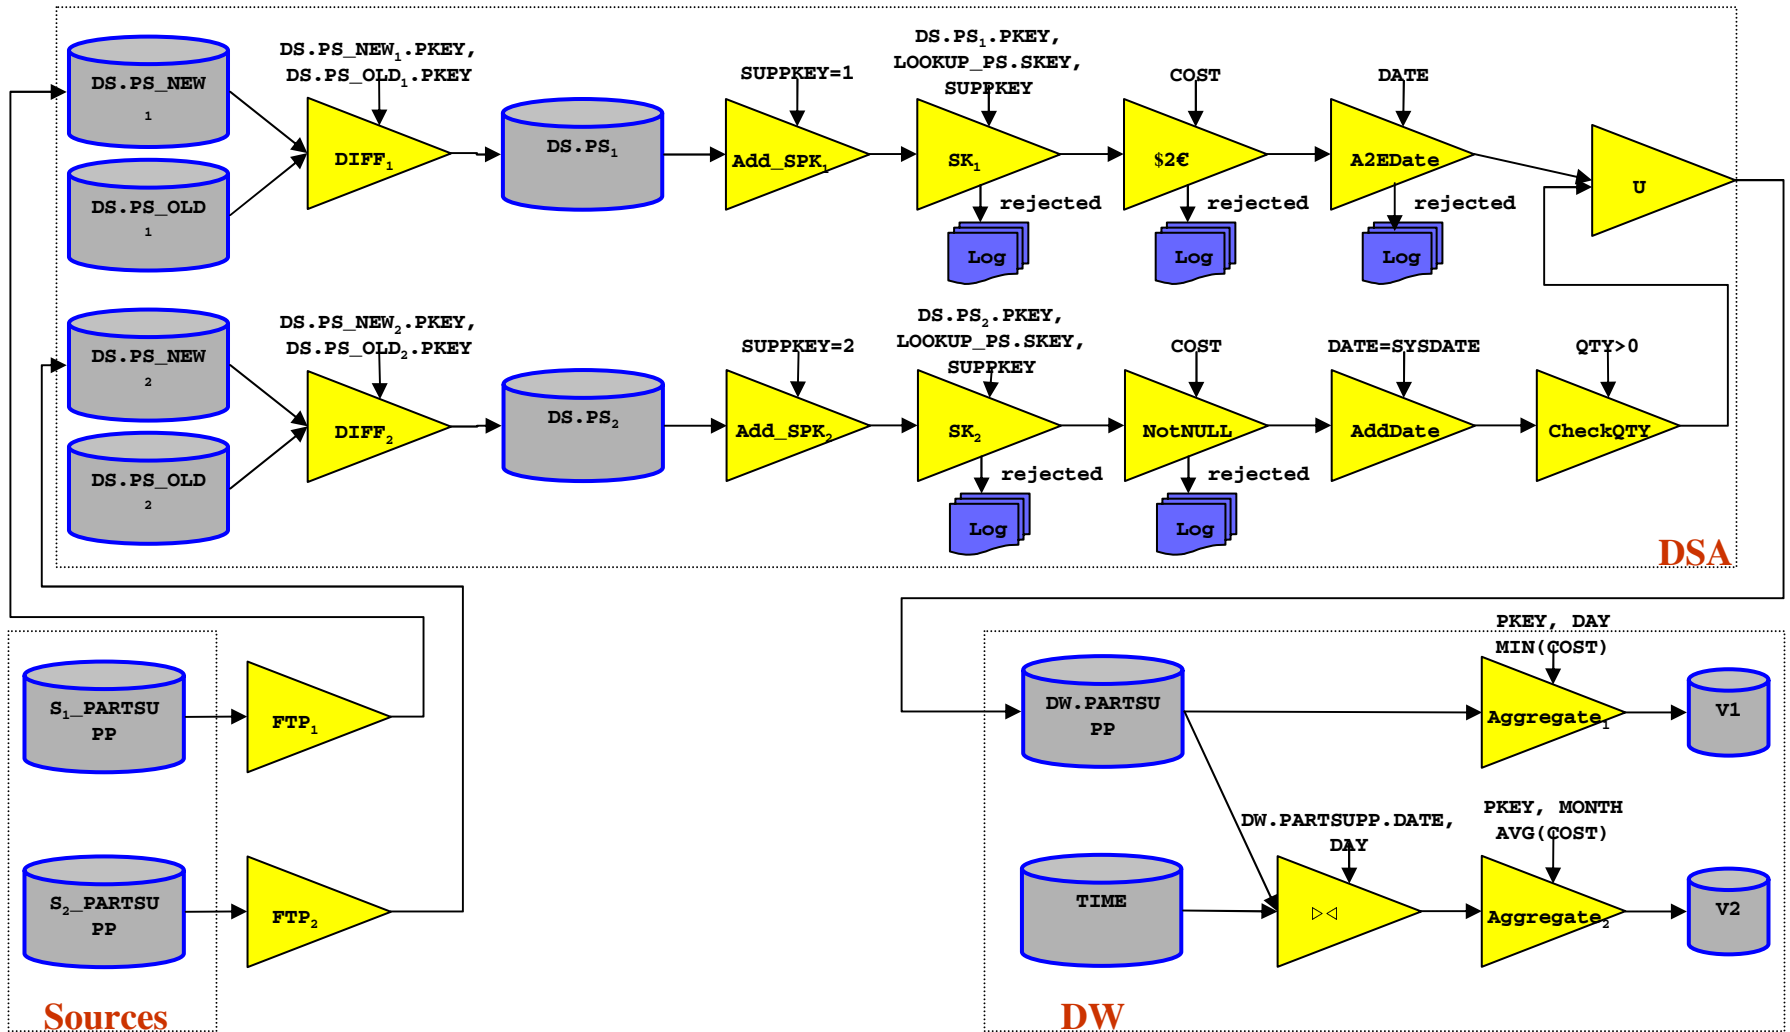 DS.PS_NEW₁.PKEY,
DS.PS_OLD₁.PKEY
DS.PS₁.PKEY,
LOOKUP_PS.SKEY,
SUPPKEY
SUPPKEY=1
COST
DATE
DS.PS_NEW
1
DS.PS_OLD
1
DIFF₁
DS.PS₁
Add_SPK₁
SK₁
$2€
A2EDate
U
rejected
rejected
rejected
Log
Log
Log
DS.PS_NEW₂.PKEY,
DS.PS_OLD₂.PKEY
DS.PS₂.PKEY,
LOOKUP_PS.SKEY,
SUPPKEY
SUPPKEY=2
COST
DATE=SYSDATE
QTY>0
DS.PS_NEW
2
DS.PS_OLD
2
DIFF₂
DS.PS₂
Add_SPK₂
SK₂
NotNULL
AddDate
CheckQTY
rejected
rejected
Log
Log
DSA
S₁_PARTSU
PP
FTP₁
S₂_PARTSU
PP
FTP₂
Sources
PKEY, DAY
MIN(COST)
DW.PARTSU
PP
Aggregate₁
V1
DW.PARTSUPP.DATE,
DAY
PKEY, MONTH
AVG(COST)
TIME
▷◁
Aggregate₂
V2
DW